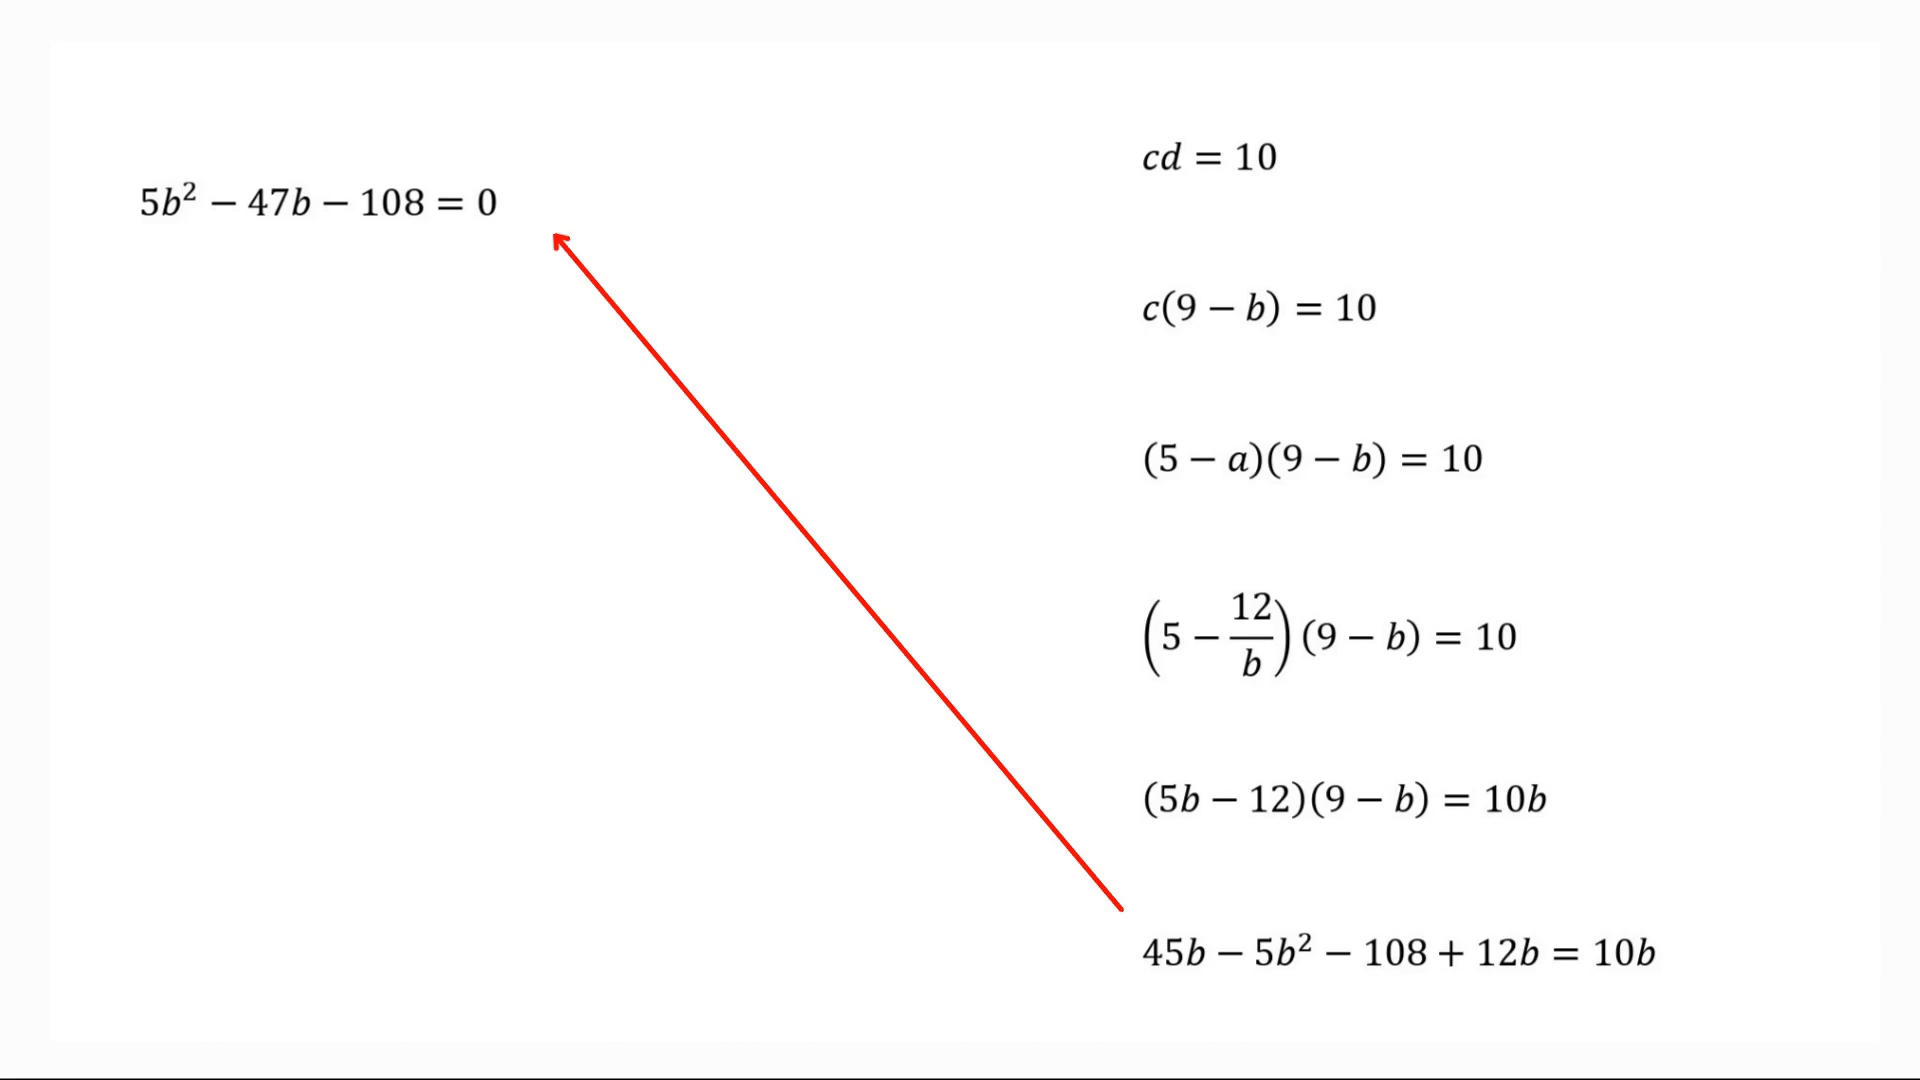 5b² − 47b − 108 = 0
cd = 10
c(9 − b) = 10
(5 − a)(9 − b) = 10
(5 − 12/b)(9 − b) = 10
(5b − 12)(9 − b) = 10b
45b − 5b² − 108 + 12b = 10b